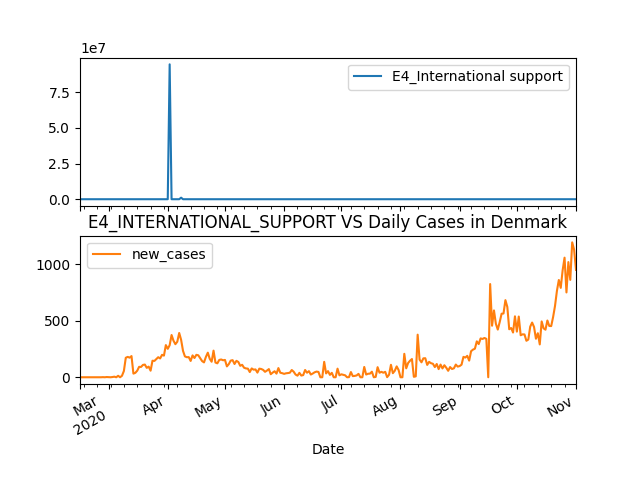 1e7
E4_International support
7.5
5.0
2.5
0.0
E4_INTERNATIONAL_SUPPORT VS Daily Cases in Denmark
new_cases
1000
500
0
Mar
2020
Apr
May
Jun
Jul
Aug
Sep
Oct
Nov
Date